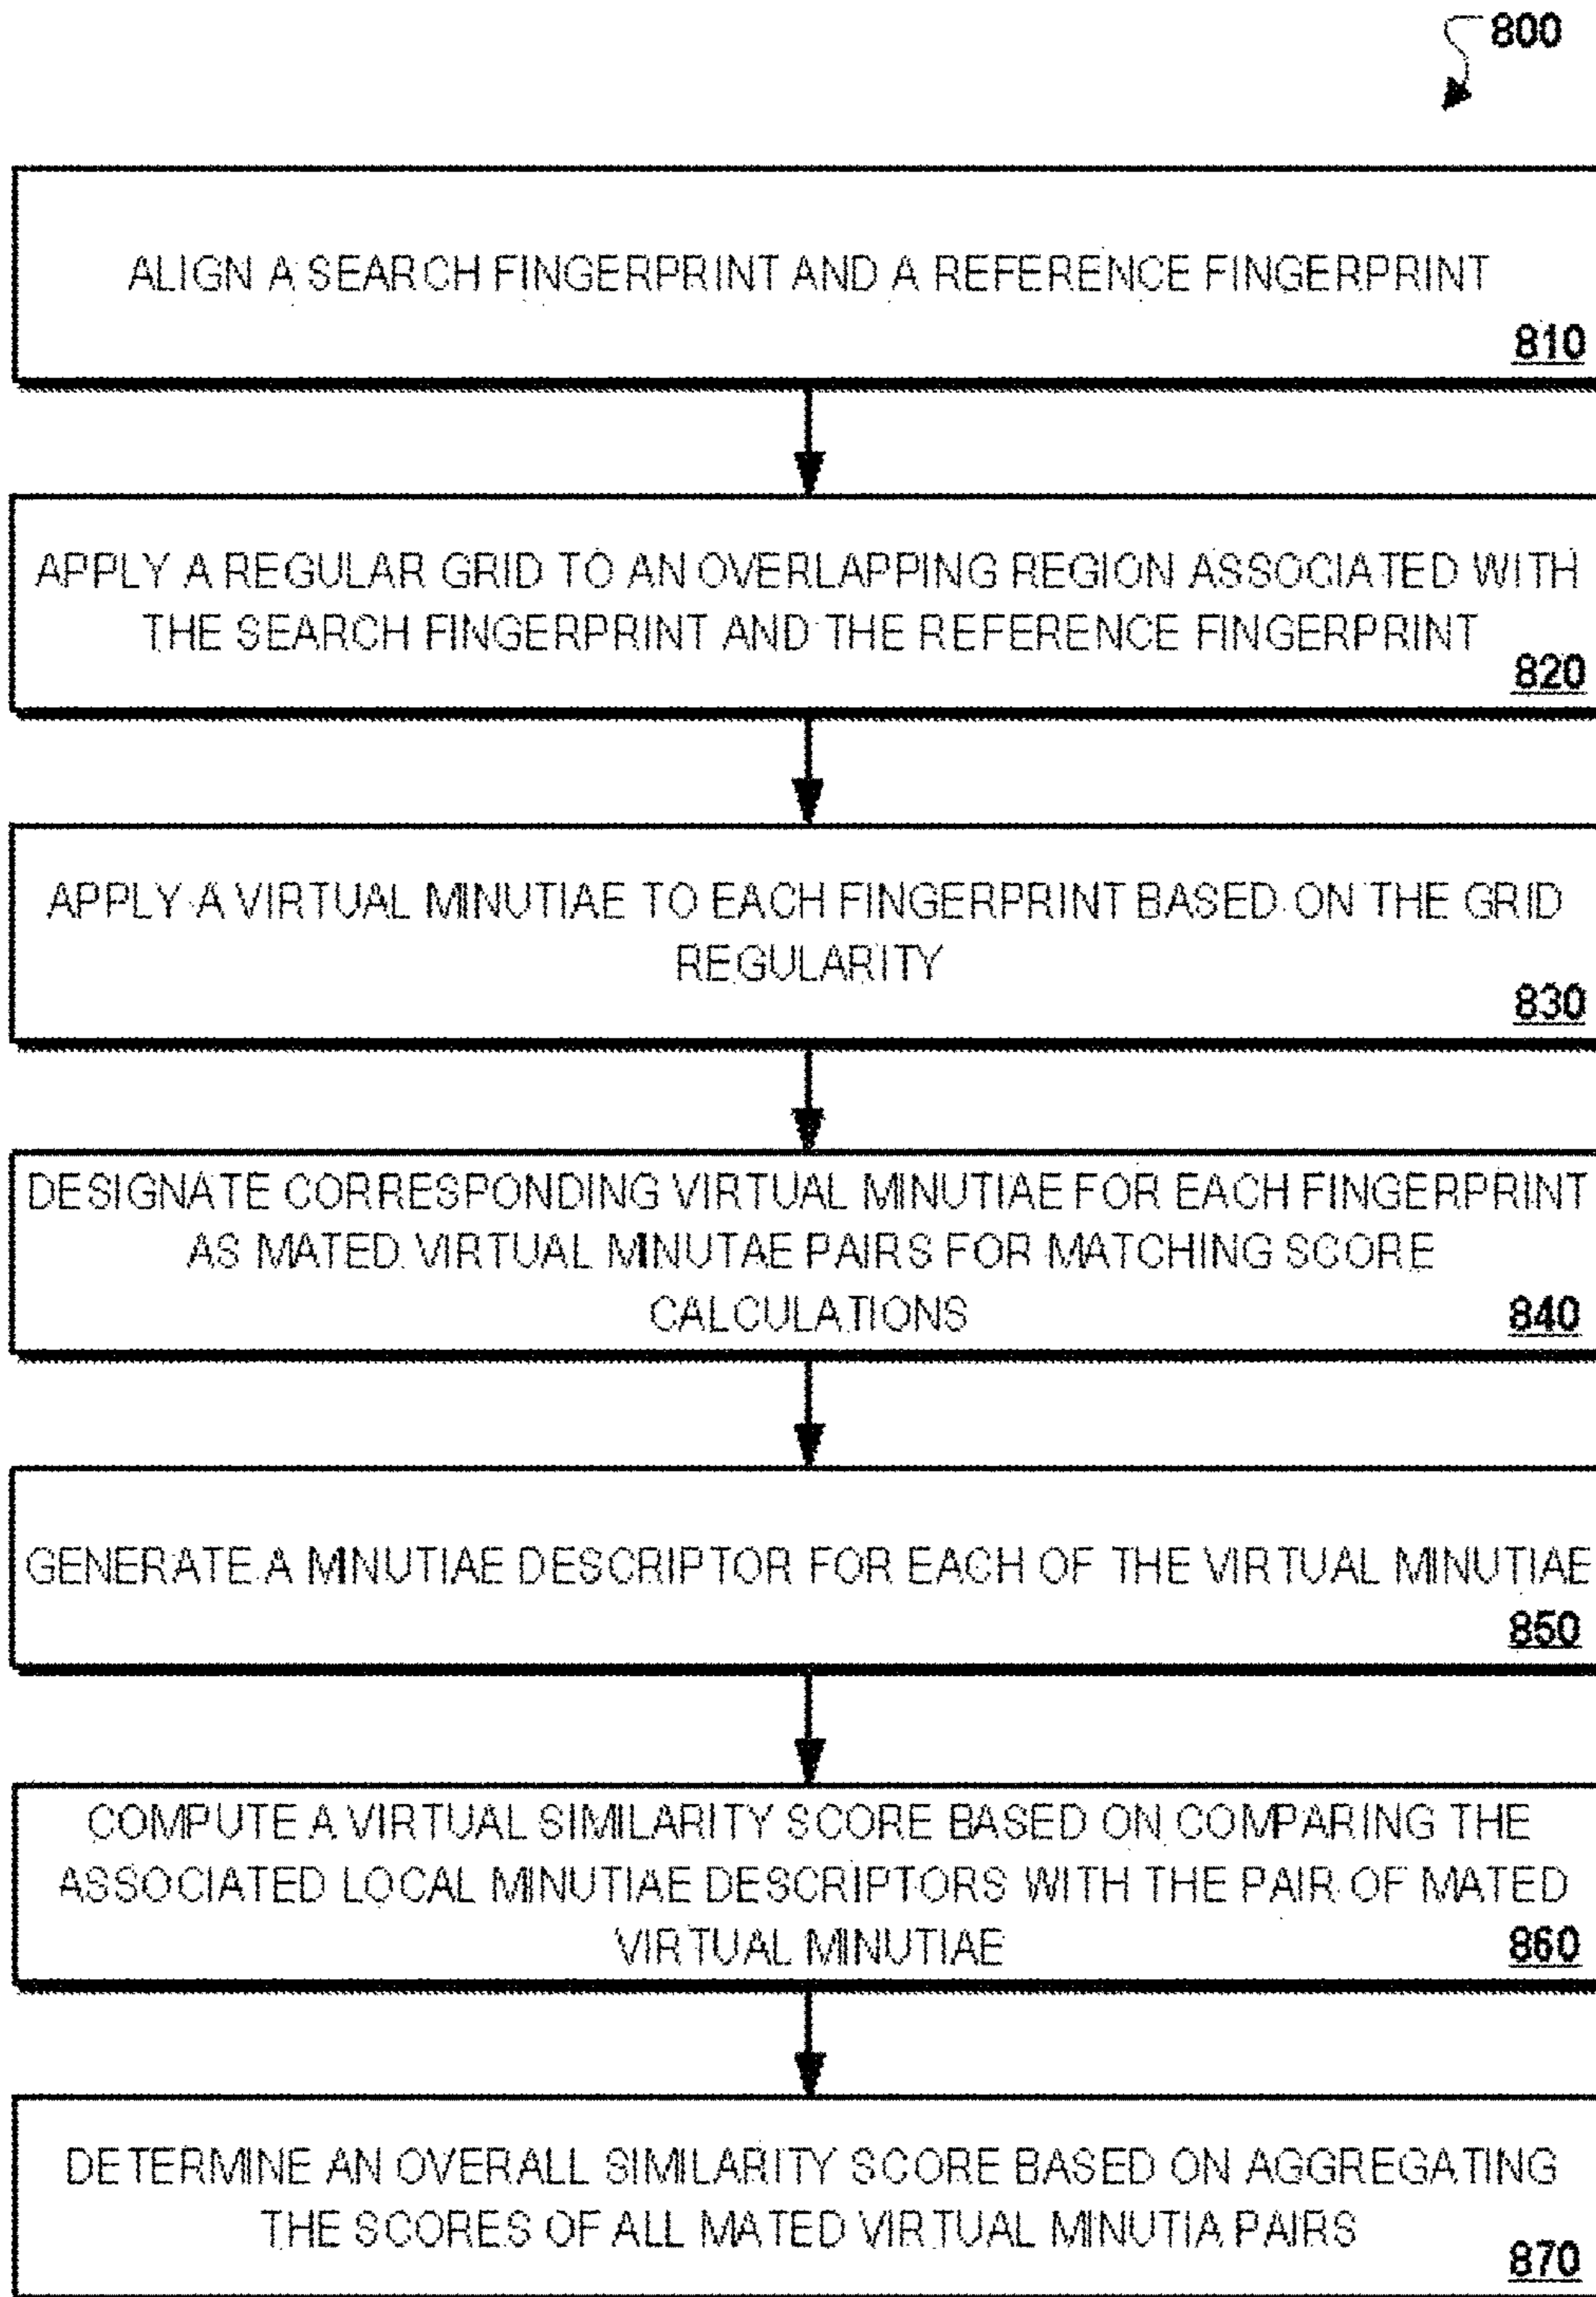 800
ALIGN A SEARCH FINGERPRINT AND A REFERENCE FINGERPRINT
810
APPLY A REGULAR GRID TO AN OVERLAPPING REGION ASSOCIATED WITH
THE SEARCH FINGERPRINT AND THE REFERENCE FINGERPRINT
820
APPLY A VIRTUAL MINUTIAE TO EACH FINGERPRINT BASED ON THE GRID
REGULARITY
830
DESIGNATE CORRESPONDING VIRTUAL MINUTIAE FOR EACH FINGERPRINT
AS MATED VIRTUAL MINUTAE PAIRS FOR MATCHING SCORE
CALCULATIONS
840
GENERATE A MINUTIAE DESCRIPTOR FOR EACH OF THE VIRTUAL MINUTIAE
850
COMPUTE A VIRTUAL SIMILARITY SCORE BASED ON COMPARING THE
ASSOCIATED LOCAL MINUTIAE DESCRIPTORS WITH THE PAIR OF MATED
VIRTUAL MINUTIAE
860
DETERMINE AN OVERALL SIMILARITY SCORE BASED ON AGGREGATING
THE SCORES OF ALL MATED VIRTUAL MINUTIA PAIRS
870